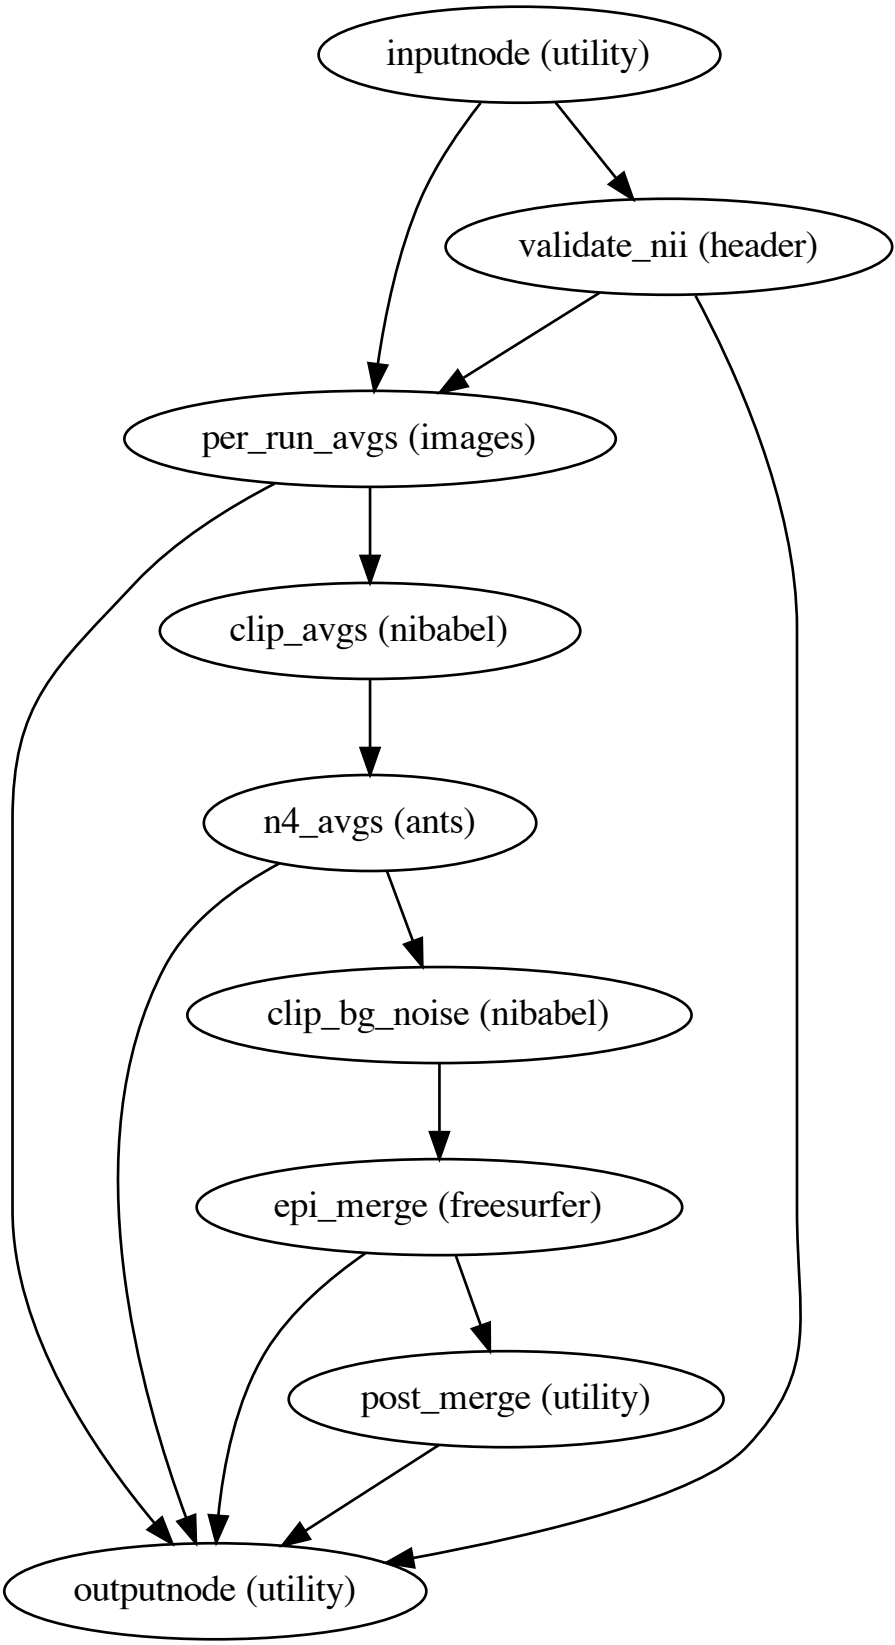 inputnode (utility)
validate_nii (header)
per_run_avgs (images)
clip_avgs (nibabel)
n4_avgs (ants)
clip_bg_noise (nibabel)
epi_merge (freesurfer)
post_merge (utility)
outputnode (utility)